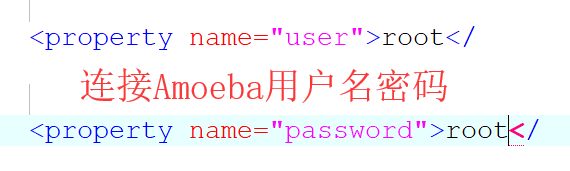 <property name="user">root</
连接Amoeba用户名密码
<property name="password">root</